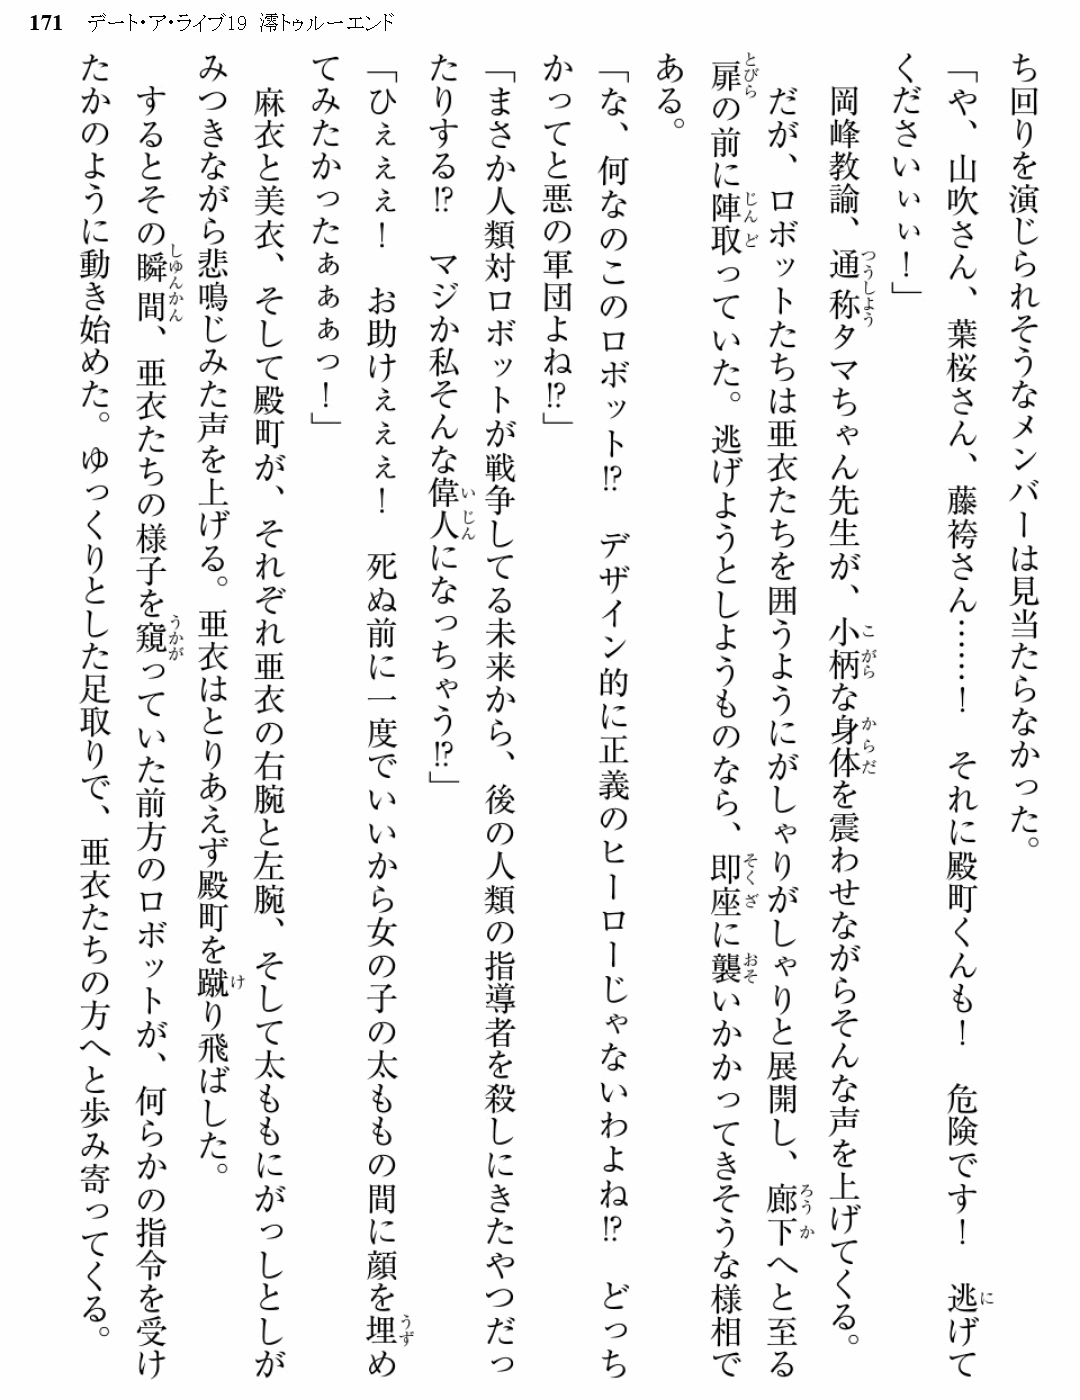 171 デート・ア・ライブ19 澪トゥルーエンド
ち回りを演じられそうなメンバーは見当たらなかった。
「や、山吹さん、葉桜さん、藤袴さん……！　それに殿町くんも！　危険です！　逃げて
くださいぃぃ！」
岡峰教諭、通称タマちゃん先生が、小柄な身体を震わせながらそんな声を上げてくる。
だが、ロボットたちは亜衣たちを囲うようにがしゃりがしゃりと展開し、廊下へと至る
扉の前に陣取っていた。逃げようとしようものなら、即座に襲いかかってきそうな様相で
ある。
「な、何なのこのロボット!?　デザイン的に正義のヒーローじゃないわよね!?　どっち
かってと悪の軍団よね!?」
「まさか人類対ロボットが戦争してる未来から、後の人類の指導者を殺しにきたやつだっ
たりする!?　マジか私そんな偉人になっちゃう!?」
「ひぇぇぇ！　お助けぇぇぇ！　死ぬ前に一度でいいから女の子の太ももの間に顔を埋め
てみたかったぁぁぁっ！」
麻衣と美衣、そして殿町が、それぞれ亜衣の右腕と左腕、そして太ももにがっしとしが
みつきながら悲鳴じみた声を上げる。亜衣はとりあえず殿町を蹴り飛ばした。
するとその瞬間、亜衣たちの様子を窺っていた前方のロボットが、何らかの指令を受け
たかのように動き始めた。ゆっくりとした足取りで、亜衣たちの方へと歩み寄ってくる。